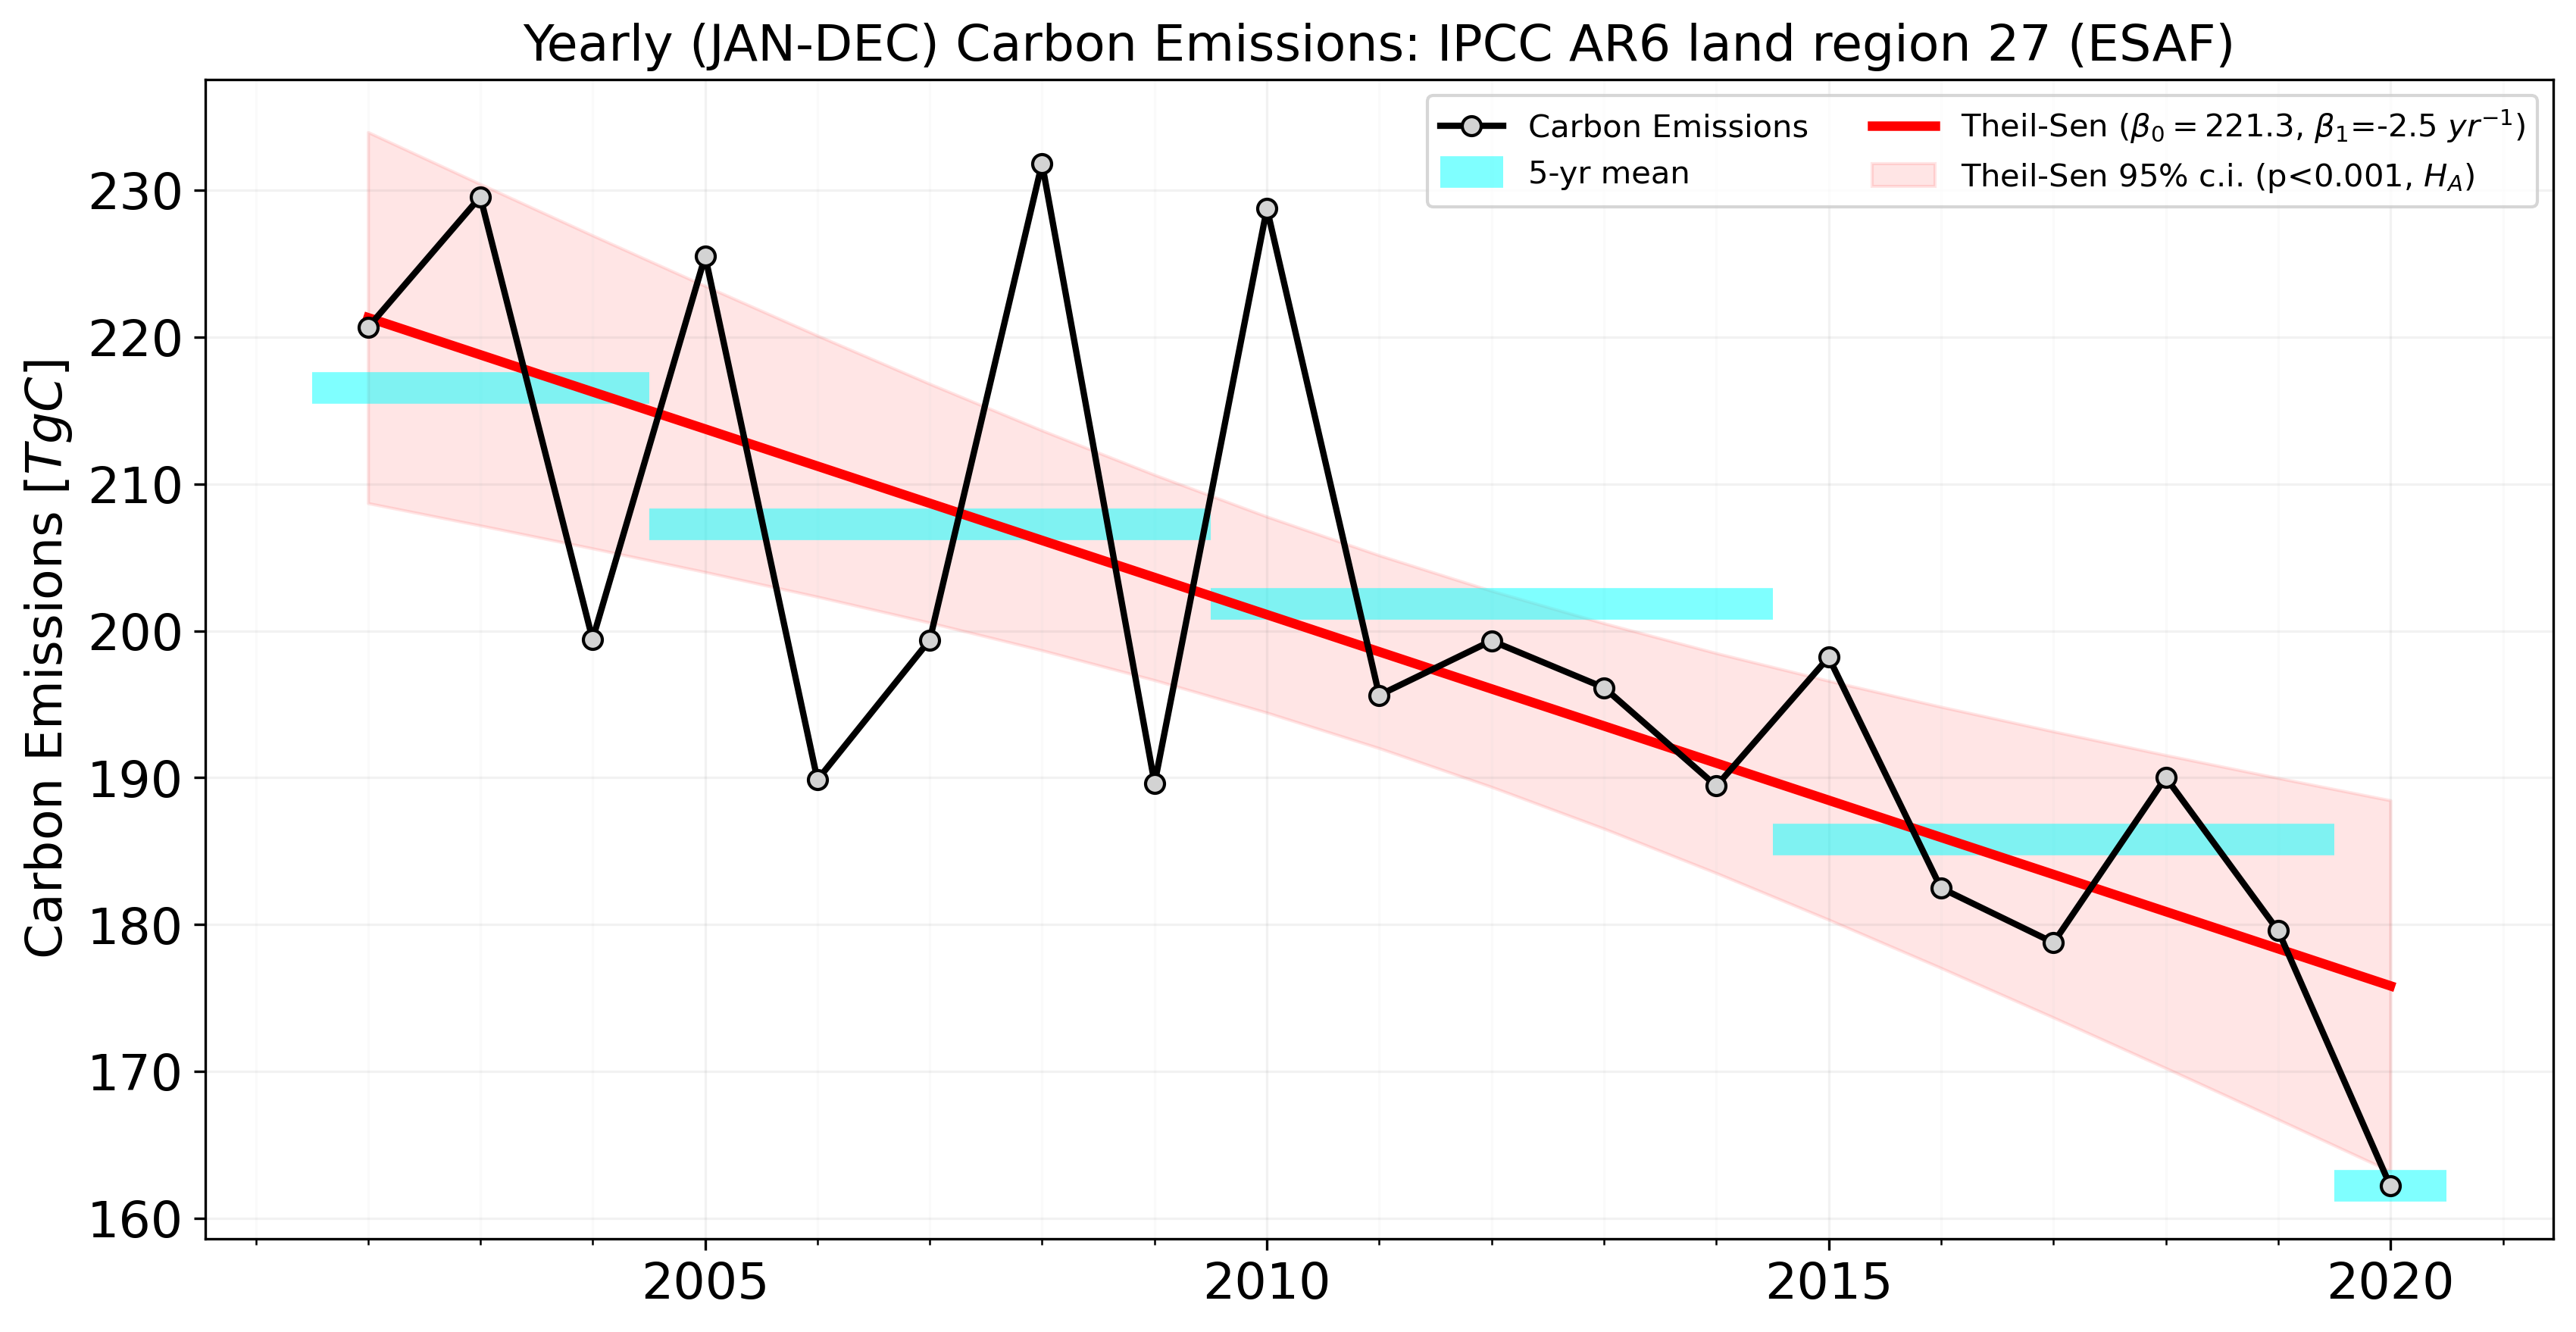 Yearly (JAN-DEC) Carbon Emissions: IPCC AR6 land region 27 (ESAF)
Carbon Emissions
5-yr mean
Theil-Sen (β₀ = 221.3, β₁=-2.5 yr⁻¹)
Theil-Sen 95% c.i. (p<0.001, H_A)
Carbon Emissions [TgC]
230
220
210
200
190
180
170
160
2005 2010 2015 2020